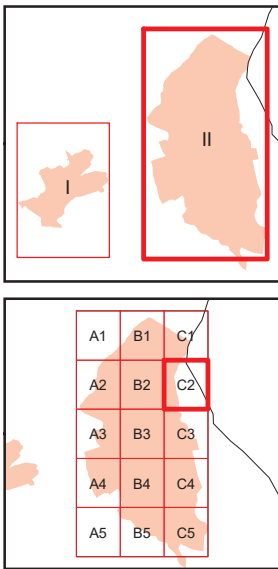 I
II
A1 B1 C1
A2 B2 C2
A3 B3 C3
A4 B4 C4
A5 B5 C5